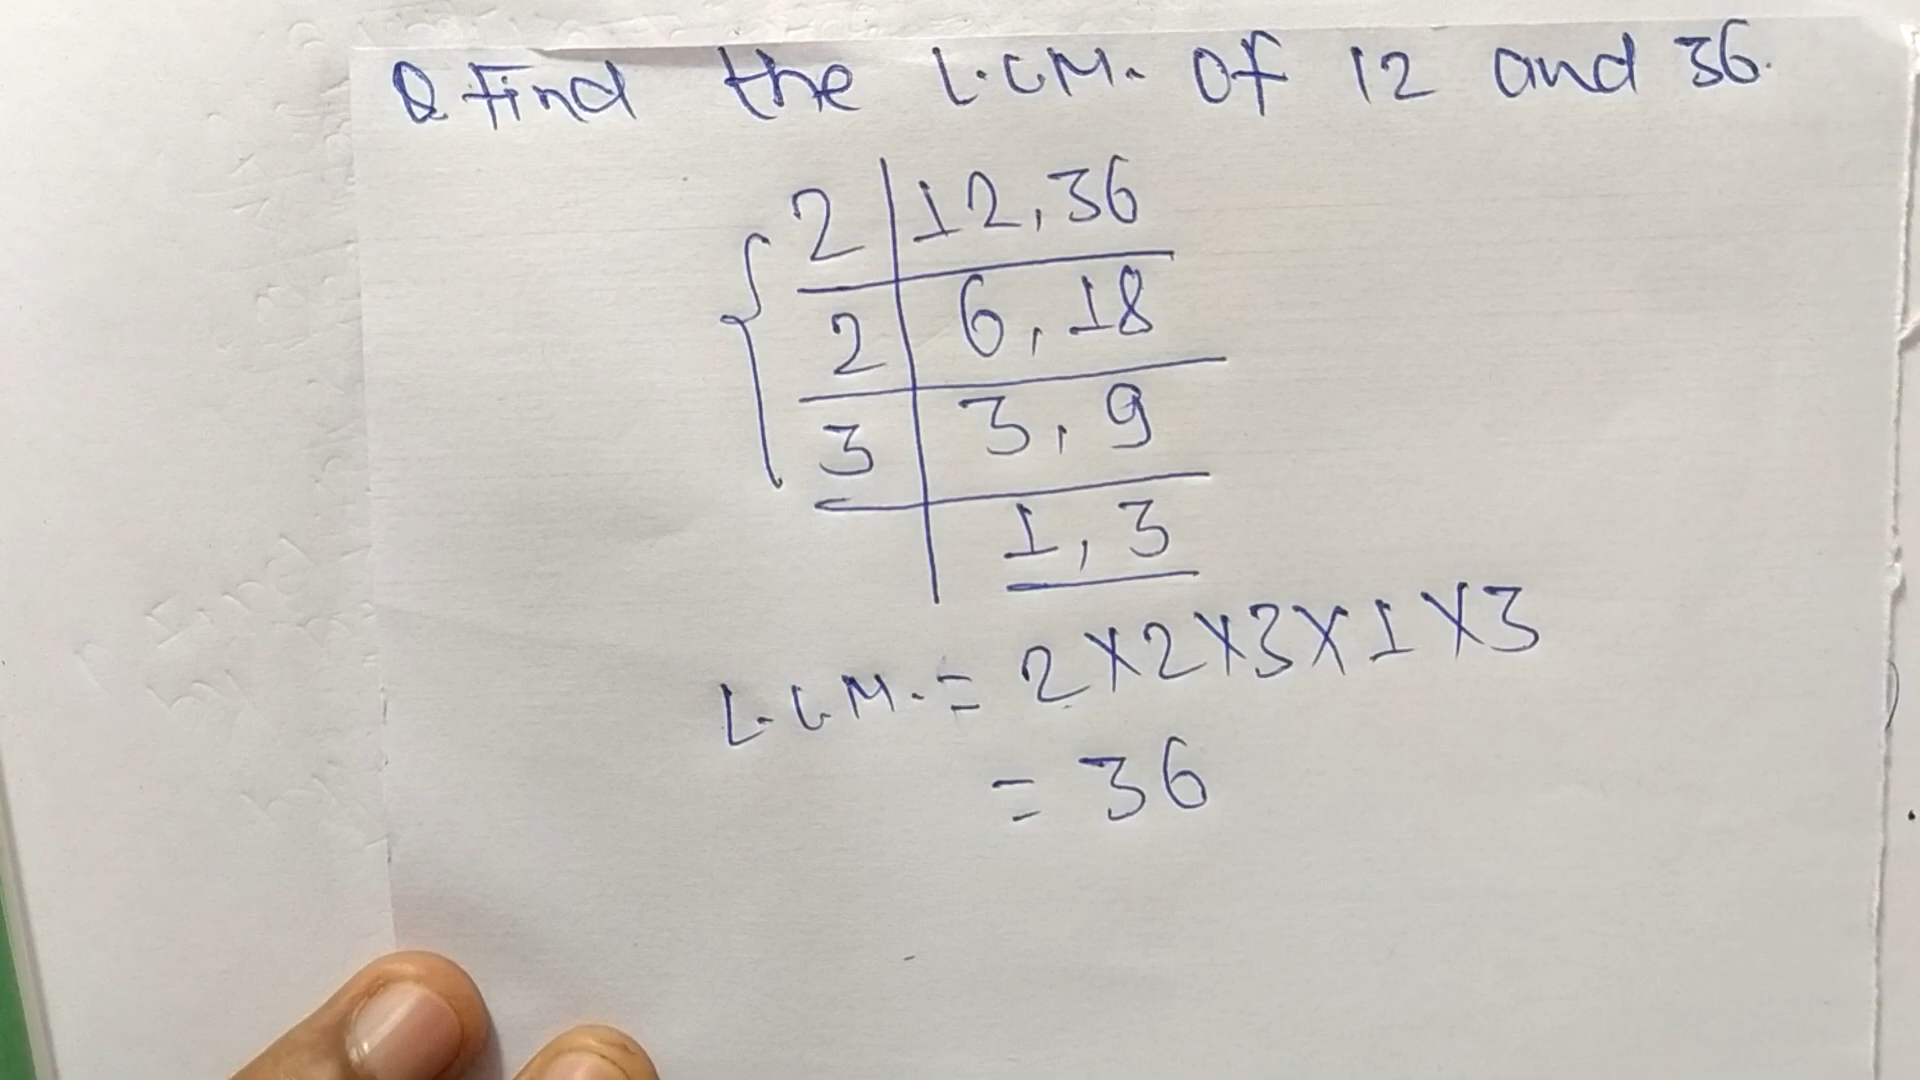 Q Find the L.C.M. of 12 and 36.
2 | 12, 36
2 | 6, 18
3 | 3, 9
1, 3
L.C.M. = 2×2×3×1×3
= 36